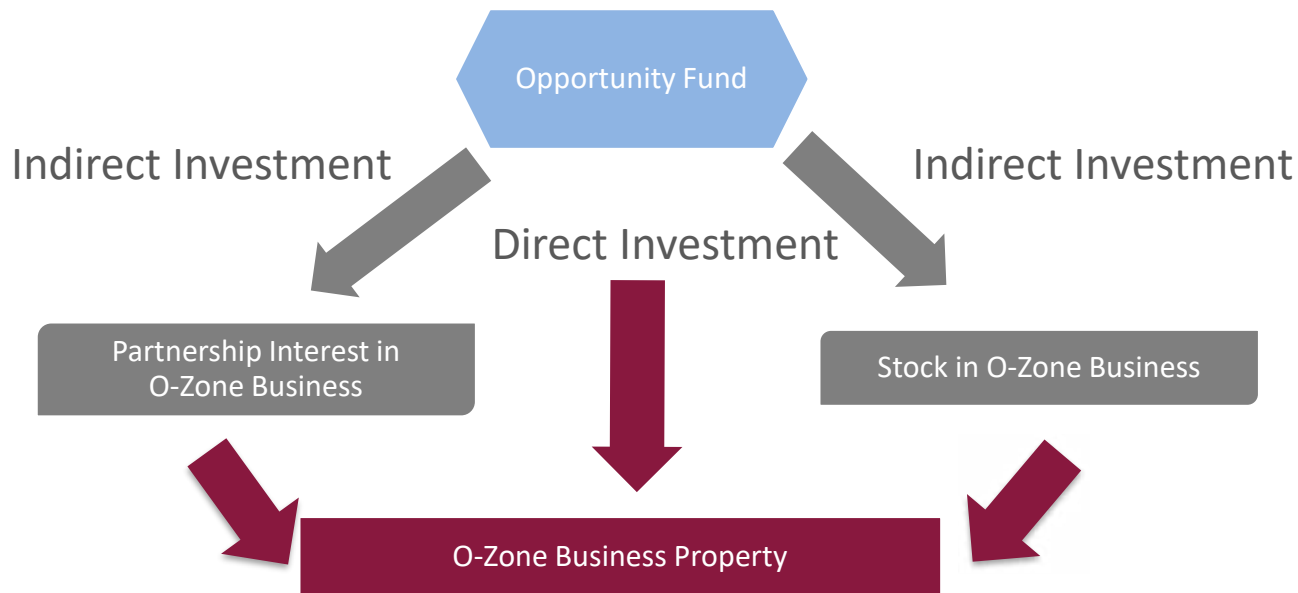 Opportunity Fund
Indirect Investment
Indirect Investment
Direct Investment
Partnership Interest in
O-Zone Business
Stock in O-Zone Business
O-Zone Business Property